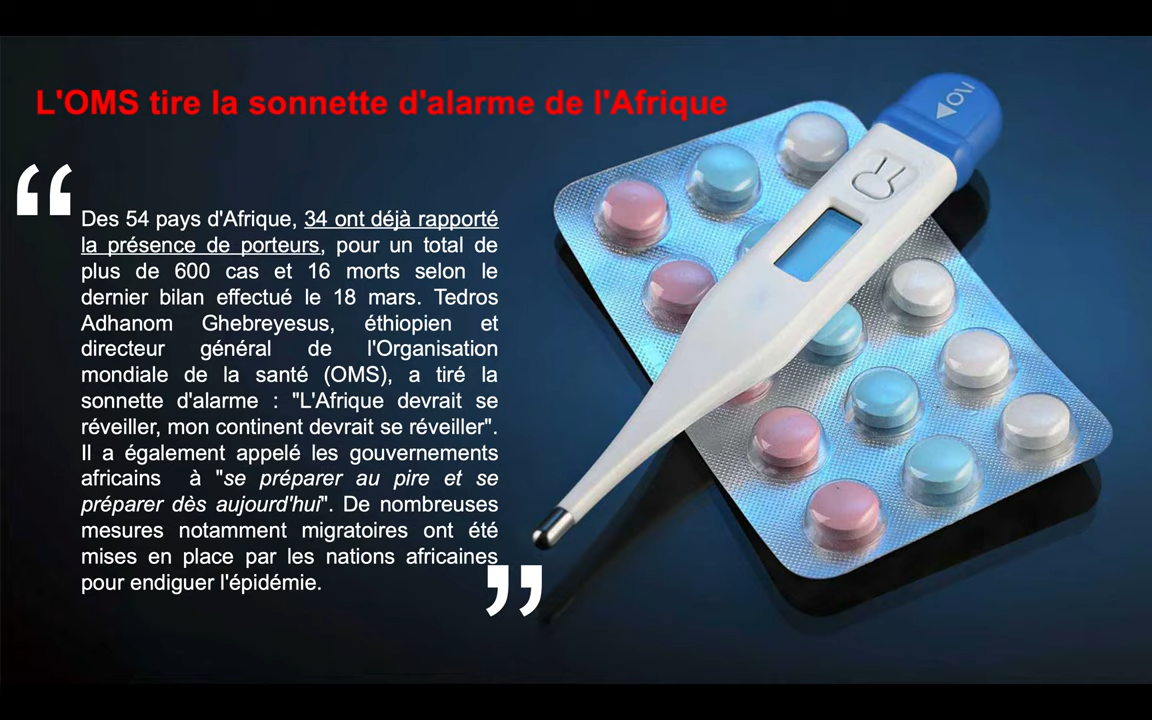 L'OMS tire la sonnette d'alarme de l'Afrique
“
Des 54 pays d'Afrique, 34 ont déjà rapporté
la présence de porteurs, pour un total de
plus de 600 cas et 16 morts selon le
dernier bilan effectué le 18 mars. Tedros
Adhanom Ghebreyesus, éthiopien et
directeur général de l'Organisation
mondiale de la santé (OMS), a tiré la
sonnette d'alarme : "L'Afrique devrait se
réveiller, mon continent devrait se réveiller".
Il a également appelé les gouvernements
africains à "se préparer au pire et se
préparer dès aujourd'hui". De nombreuses
mesures notamment migratoires ont été
mises en place par les nations africaines
pour endiguer l'épidémie.
”